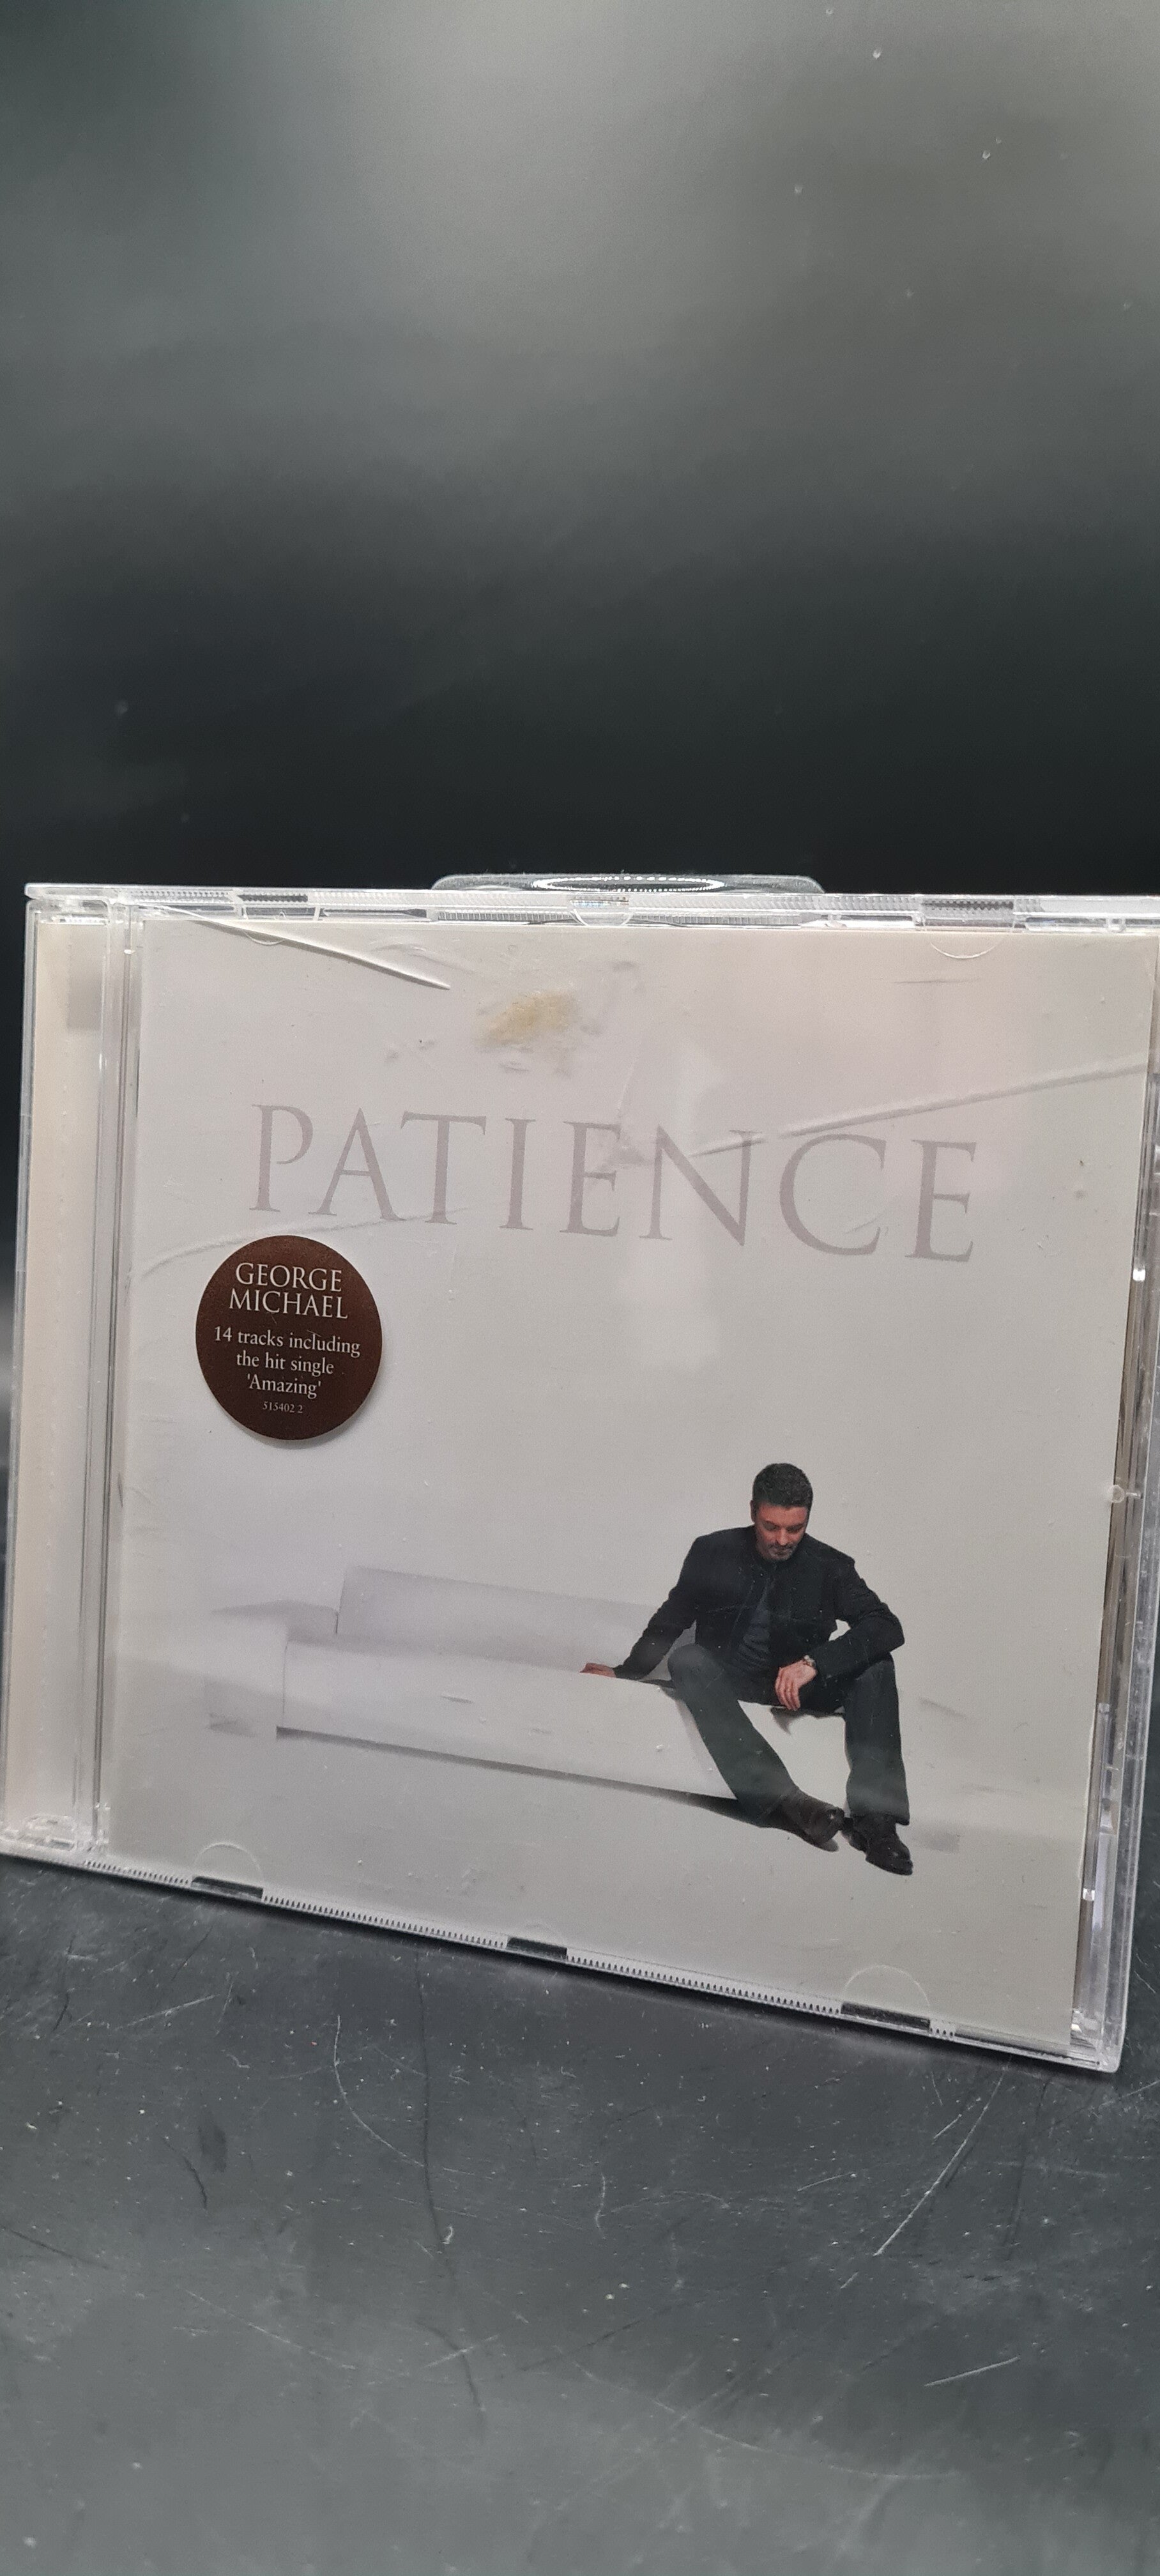 PATIENCE
GEORGE
MICHAEL
14 tracks including
the hit single
'Amazing'
515402 2